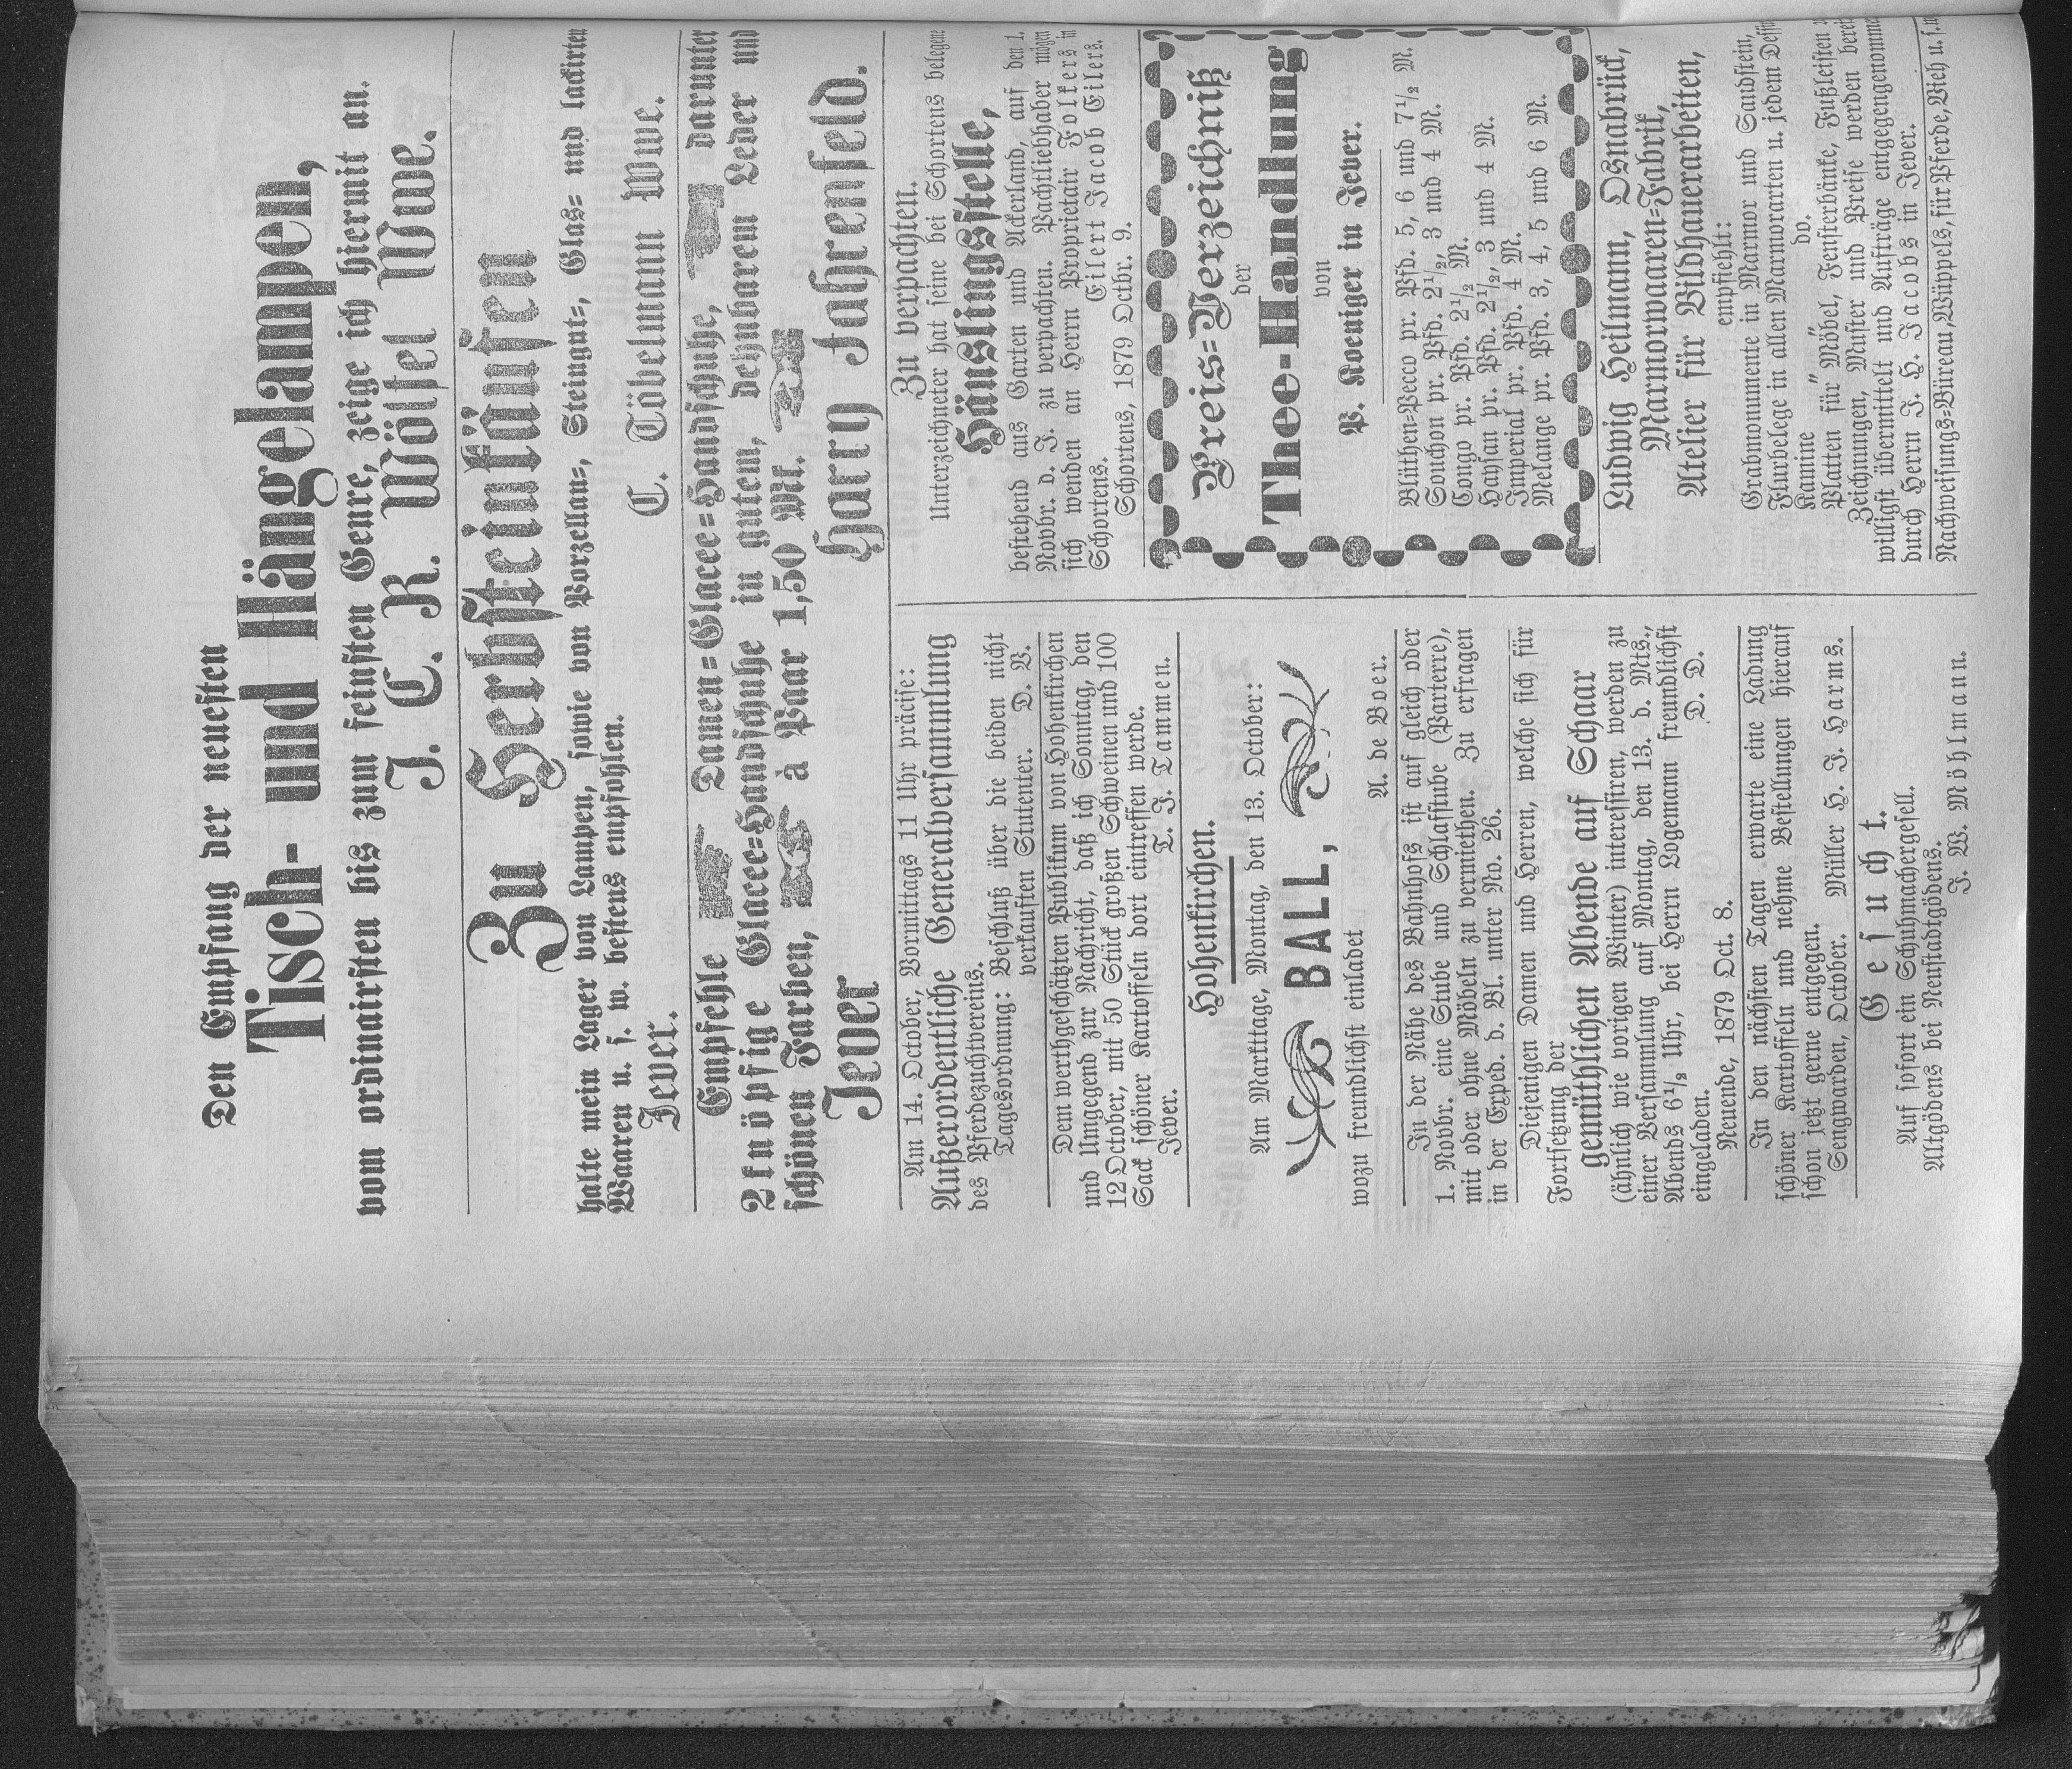 Den Empfang der neuesten
Tisch- und Hängelampen,
vom ordinairsten bis zum feinsten Genre, zeige ich hiermit an.
J. C. R. Wölfel Wwe.
Zu Herbsteinkäufen
halte mein Lager von Lampen, sowie von Porzellan=, Steingut=, Glas= und lackirten
Waaren u. s. w. bestens empfohlen.
Jever.
C. Töbelmann Wwe.
Empfehle Damen=Glacee=Handschuhe, darunter
2knöpfige Glacee=Handschuhe in gutem, dehnbarem Leder und
schönen Farben, à Paar 1,50 Mk.
Jever Harry Jahrenfeld.
Am 14. October, Vormittags 11 Uhr präcise:
Außerordentliche Generalversammlung
des Pferdezuchtvereins.
Tagesordnung: Beschluß über die beiden nicht
verkauften Stutenter. D. V.
Dem werthgeschätzten Publikum von Hohenkirchen
und Umgegend zur Nachricht, daß ich Sonntag, den
12 October, mit 50 Stück großen Schweinen und 100
Sack schöner Kartoffeln dort eintreffen werde.
Jever. T. J. Tammen.
Hohenkirchen.
Am Markttage, Montag, den 13. October:
BALL,
wozu freundlichst einladet
A. de Boer.
In der Nähe des Bahnhofs ist auf gleich oder
1. Novbr. eine Stube und Schlafstube (Parterre),
mit oder ohne Möbeln zu vermiethen. Zu erfragen
in der Exped. d. Bl. unter No. 26.
Diejenigen Damen und Herren, welche sich für
Fortsetzung der
gemüthlichen Abende auf Schaar
(ähnlich wie vorigen Winter) interessiren, werden zu
einer Versammlung auf Montag, den 13. d. Mts.,
Abends 6½ Uhr, bei Herrn Logemann freundlichst
eingeladen. D. D.
Neuende, 1879 Oct. 8.
In den nächsten Tagen erwarte eine Ladung
schöner Kartoffeln und nehme Bestellungen hierauf
schon jetzt gerne entgegen.
Sengwarden, October. Müller H. J. Harms.
Gesucht.
Auf sofort ein Schuhmachergesell.
Altgödens bei Neustadtgödens.
J. W. Möhlmann.
Zu verpachten.
Unterzeichneter hat seine bei Schortens belegene
Häuslingsstelle,
bestehend aus Garten und Ackerland, auf den 1.
Novbr. d. J. zu verpachten. Pachtliebhaber mögen
sich wenden an Herrn Proprietair Folkers in
Schortens. Eilert Jacob Eilers.
Schortens, 1879 Octbr. 9.
Preis=Verzeichniß
der
Thee-Handlung
von
P. Koeniger in Jever.
Blüthen=Pecco pr. Pfd. 5, 6 und 7½ M.
Souchon pr. Pfd. 2½, 3 und 4 M.
Congo pr. Pfd. 2½ M.
Haysan pr. Pfd. 2½, 3 und 4 M.
Imperial pr. Pfd. 4 M.
Melange pr. Pfd. 3, 4, 5 und 6 M.
Ludwig Heilmann, Osnabrück,
Marmorwaaren=Fabrik,
Atelier für Bildhauerarbeiten,
empfiehlt:
Grabmonumente in Marmor und Sandstein,
Flurbelege in allen Marmorarten u. jedem Dessin
Kamine do.
Platten für Möbel, Fensterbänke, Fußleisten
Zeichnungen, Muster und Preise werden bereit
willigst übermittelt und Aufträge entgegengenomme
durch Herrn J. H. Jacobs in Jever.
Nachweisungs=Büreau, Wüppels, für Pferde, Vieh u. s. w